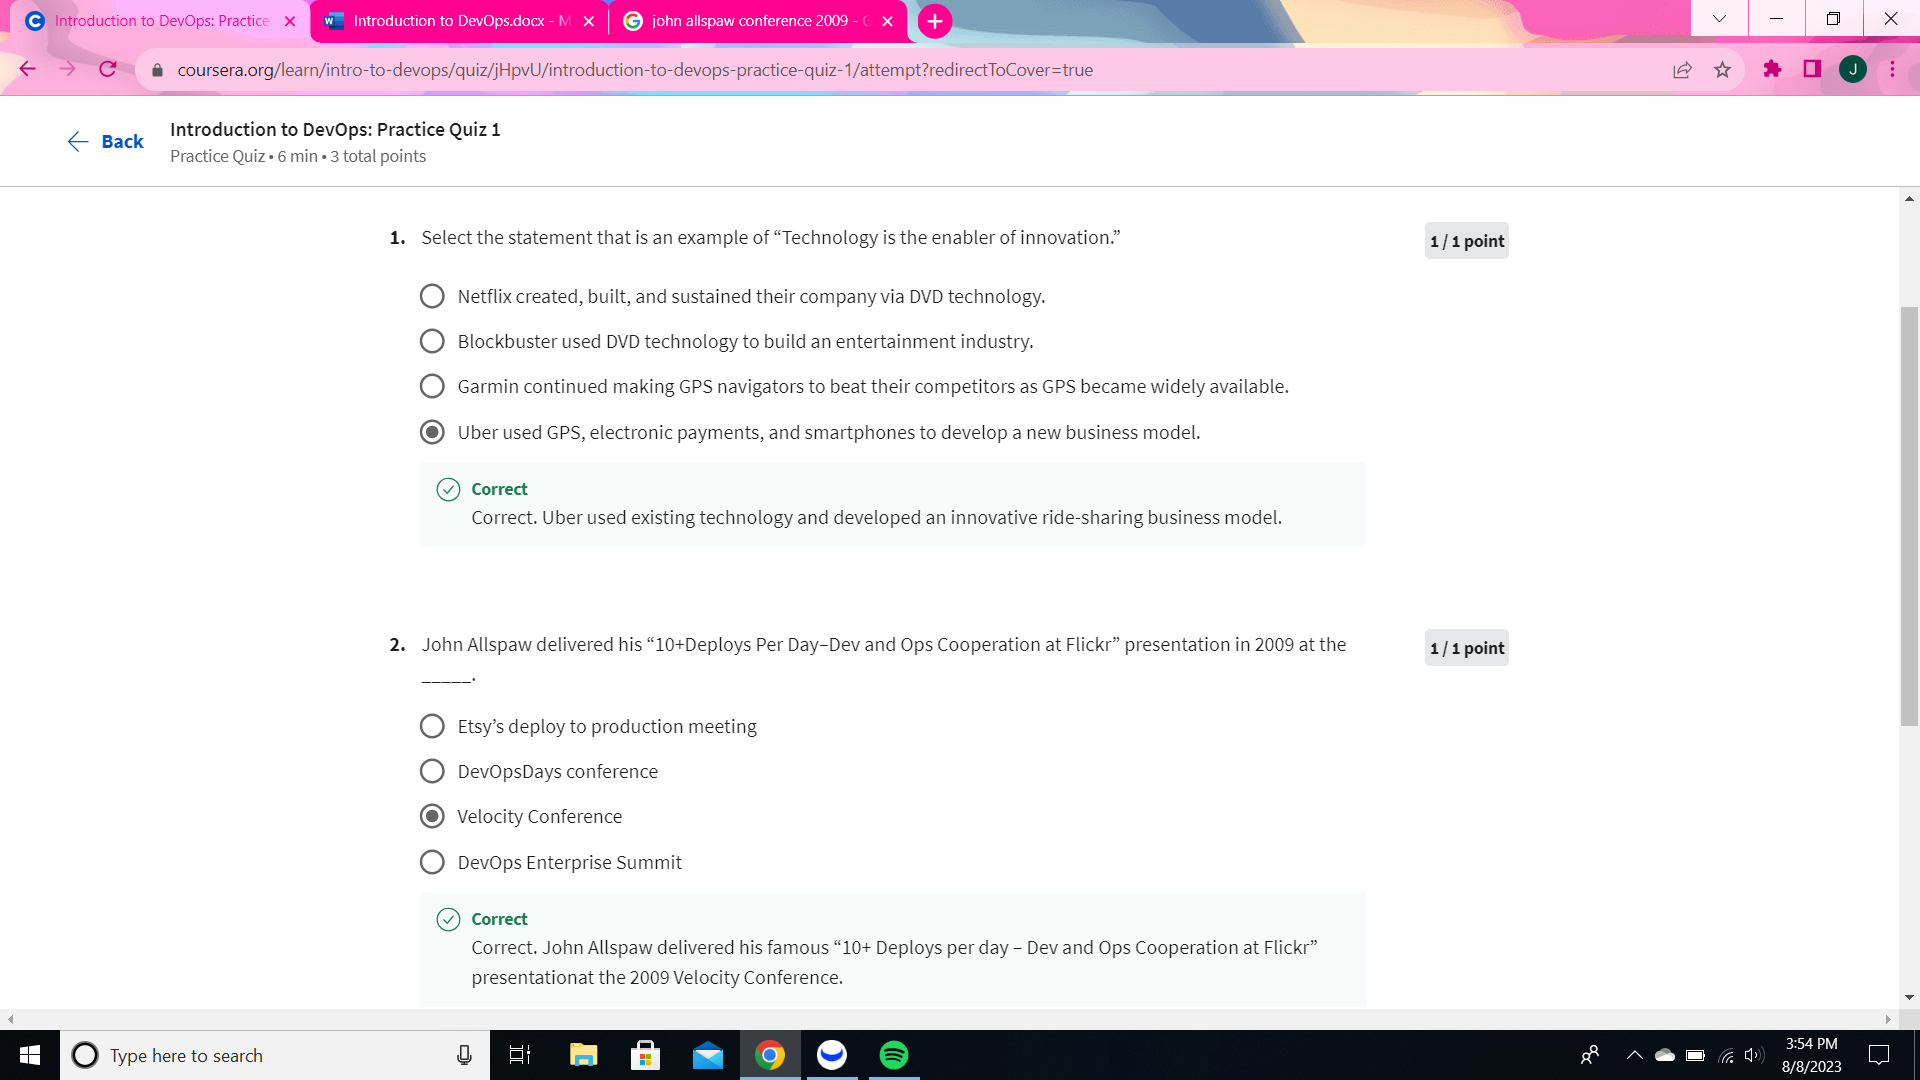 Introduction to DevOps: Practice
Introduction to DevOps.docx - M
john allspaw conference 2009 - G
coursera.org/learn/intro-to-devops/quiz/jHpvU/introduction-to-devops-practice-quiz-1/attempt?redirectToCover=true
J
Back
Introduction to DevOps: Practice Quiz 1
Practice Quiz • 6 min • 3 total points
1. Select the statement that is an example of “Technology is the enabler of innovation.”
1 / 1 point
Netflix created, built, and sustained their company via DVD technology.
Blockbuster used DVD technology to build an entertainment industry.
Garmin continued making GPS navigators to beat their competitors as GPS became widely available.
Uber used GPS, electronic payments, and smartphones to develop a new business model.
Correct
Correct. Uber used existing technology and developed an innovative ride-sharing business model.
2. John Allspaw delivered his “10+Deploys Per Day–Dev and Ops Cooperation at Flickr” presentation in 2009 at the
_____.
1 / 1 point
Etsy’s deploy to production meeting
DevOpsDays conference
Velocity Conference
DevOps Enterprise Summit
Correct
Correct. John Allspaw delivered his famous “10+ Deploys per day – Dev and Ops Cooperation at Flickr”
presentationat the 2009 Velocity Conference.
Type here to search
3:54 PM
8/8/2023